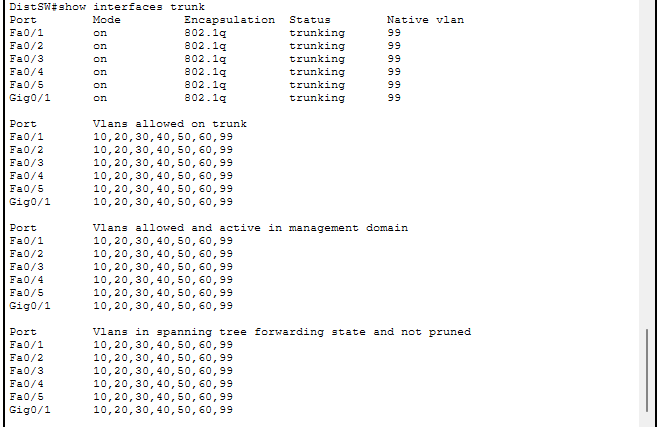 DistSW#show interfaces trunk
Port        Mode         Encapsulation  Status        Native vlan
Fa0/1       on           802.1q         trunking      99
Fa0/2       on           802.1q         trunking      99
Fa0/3       on           802.1q         trunking      99
Fa0/4       on           802.1q         trunking      99
Fa0/5       on           802.1q         trunking      99
Gig0/1      on           802.1q         trunking      99

Port        Vlans allowed on trunk
Fa0/1       10,20,30,40,50,60,99
Fa0/2       10,20,30,40,50,60,99
Fa0/3       10,20,30,40,50,60,99
Fa0/4       10,20,30,40,50,60,99
Fa0/5       10,20,30,40,50,60,99
Gig0/1      10,20,30,40,50,60,99

Port        Vlans allowed and active in management domain
Fa0/1       10,20,30,40,50,60,99
Fa0/2       10,20,30,40,50,60,99
Fa0/3       10,20,30,40,50,60,99
Fa0/4       10,20,30,40,50,60,99
Fa0/5       10,20,30,40,50,60,99
Gig0/1      10,20,30,40,50,60,99

Port        Vlans in spanning tree forwarding state and not pruned
Fa0/1       10,20,30,40,50,60,99
Fa0/2       10,20,30,40,50,60,99
Fa0/3       10,20,30,40,50,60,99
Fa0/4       10,20,30,40,50,60,99
Fa0/5       10,20,30,40,50,60,99
Gig0/1      10,20,30,40,50,60,99